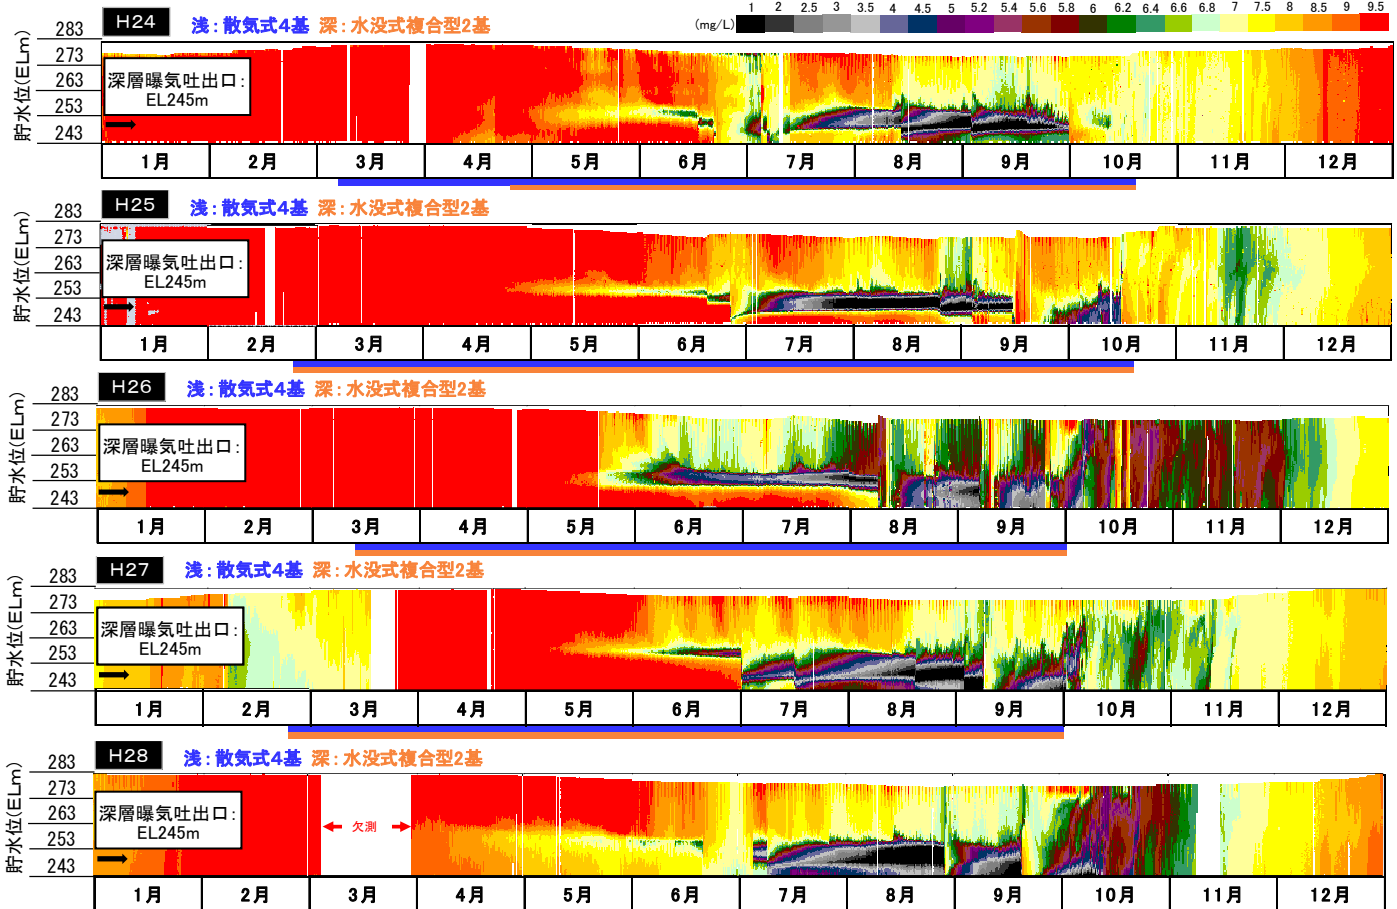 H24 浅:散気式4基 深:水没式複合型2基
(mg/L) 1 2 2.5 3 3.5 4 4.5 5 5.2 5.4 5.6 5.8 6 6.2 6.4 6.6 6.8 7 7.5 8 8.5 9 9.5
貯水位(ELm)
283
273
263
253
243
深層曝気吐出口:
EL245m
1月 2月 3月 4月 5月 6月 7月 8月 9月 10月 11月 12月
H25 浅:散気式4基 深:水没式複合型2基
貯水位(ELm)
283
273
263
253
243
深層曝気吐出口:
EL245m
1月 2月 3月 4月 5月 6月 7月 8月 9月 10月 11月 12月
H26 浅:散気式4基 深:水没式複合型2基
貯水位(ELm)
283
273
263
253
243
深層曝気吐出口:
EL245m
1月 2月 3月 4月 5月 6月 7月 8月 9月 10月 11月 12月
H27 浅:散気式4基 深:水没式複合型2基
貯水位(ELm)
283
273
263
253
243
深層曝気吐出口:
EL245m
1月 2月 3月 4月 5月 6月 7月 8月 9月 10月 11月 12月
H28 浅:散気式4基 深:水没式複合型2基
貯水位(ELm)
283
273
263
253
243
深層曝気吐出口:
EL245m
欠測
1月 2月 3月 4月 5月 6月 7月 8月 9月 10月 11月 12月